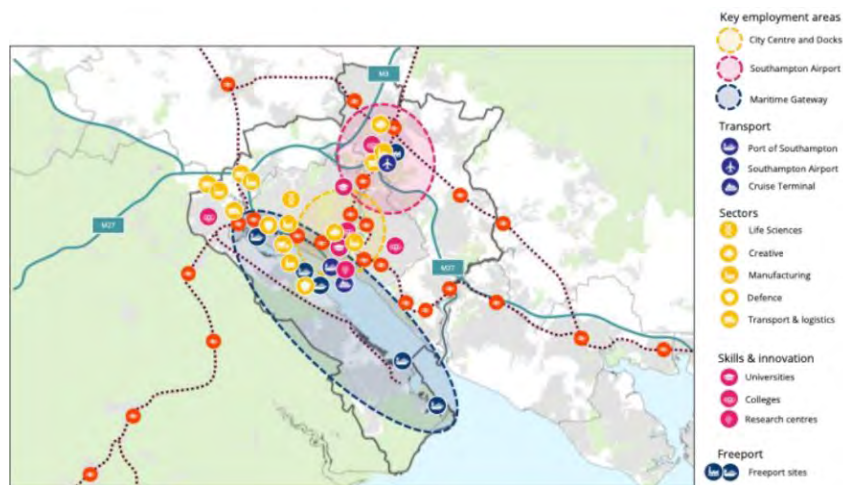 Key employment areas
City Centre and Docks
Southampton Airport
Maritime Gateway
Transport
Port of Southampton
Southampton Airport
Cruise Terminal
Sectors
Life Sciences
Creative
Manufacturing
Defence
Transport & logistics
Skills & innovation
Universities
Colleges
Research centres
Freeport
Freeport sites
M3
M27
M27